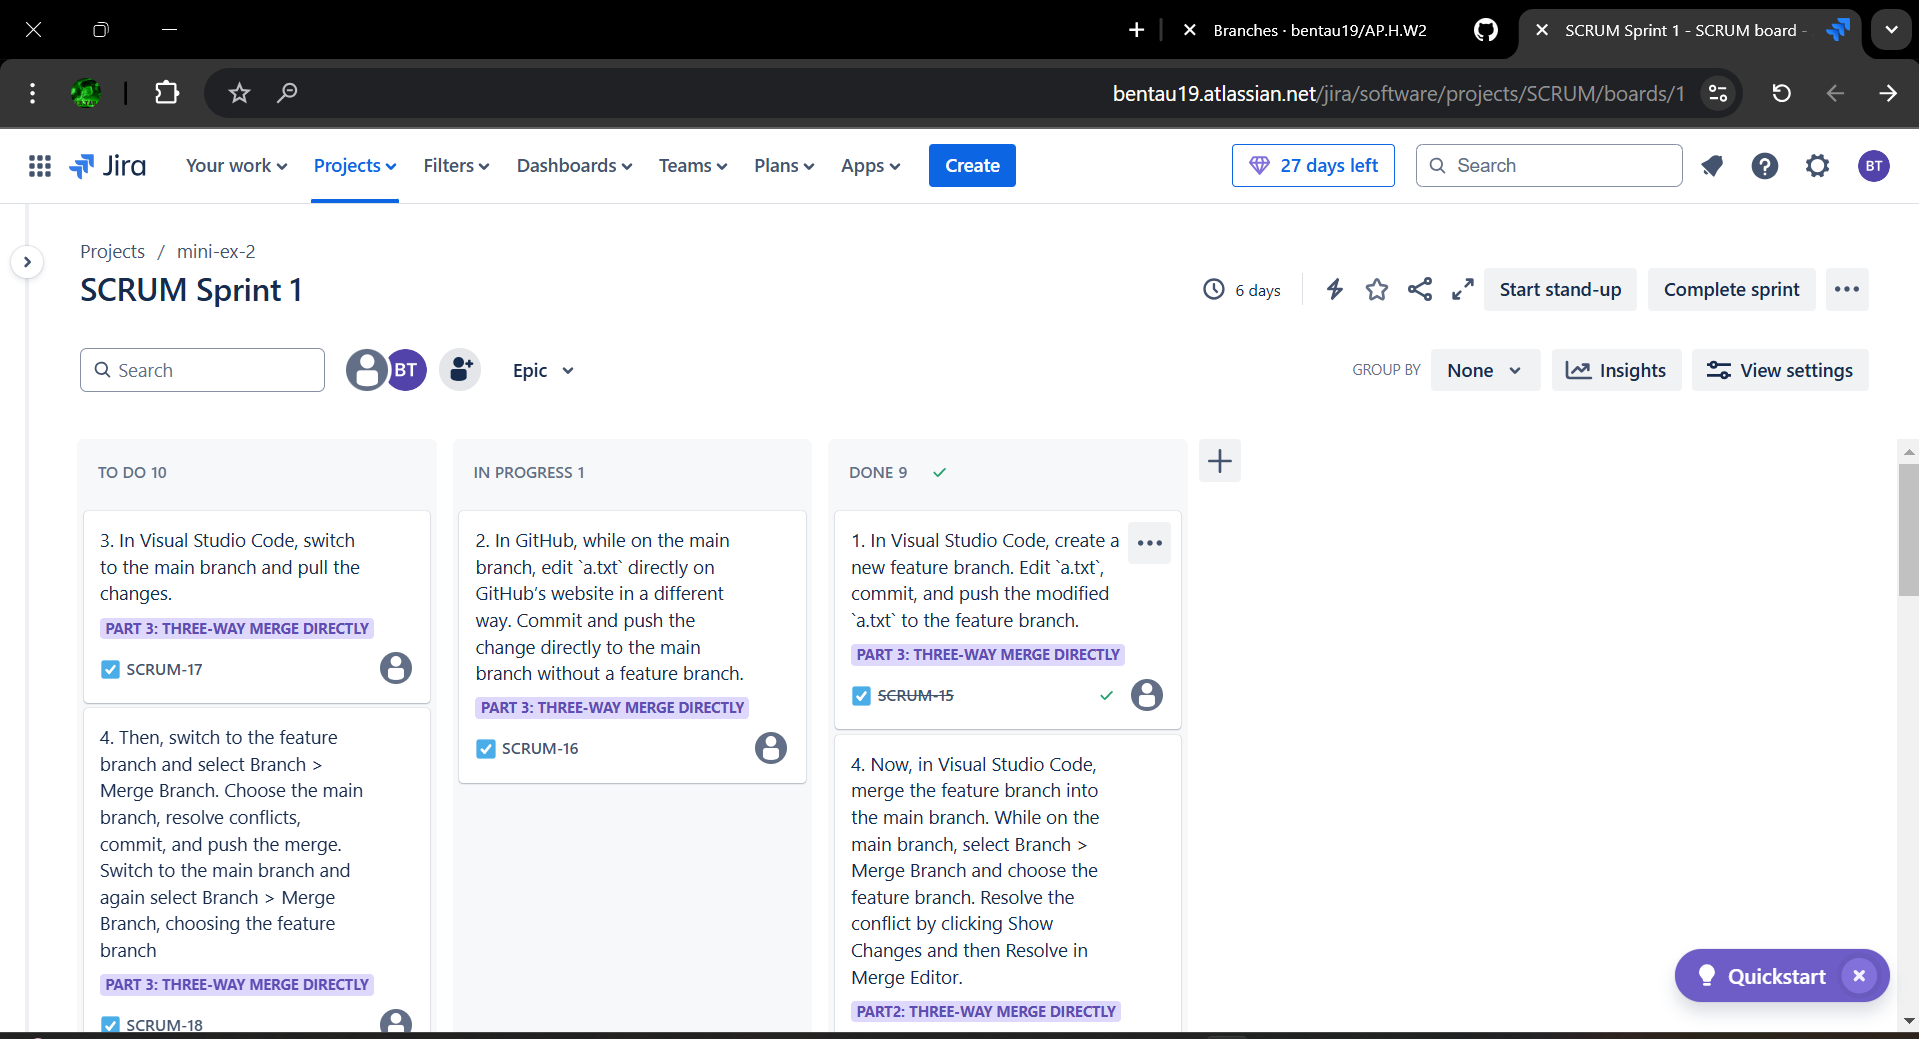 Branches · bentau19/AP.H.W2
SCRUM Sprint 1 - SCRUM board -
bentau19.atlassian.net/jira/software/projects/SCRUM/boards/1
Jira
Your work
Projects
Filters
Dashboards
Teams
Plans
Apps
Create
27 days left
Search
BT
Projects / mini-ex-2
SCRUM Sprint 1
6 days
Start stand-up
Complete sprint
Search
BT
Epic
GROUP BY
None
Insights
View settings
TO DO 10
3. In Visual Studio Code, switch
to the main branch and pull the
changes.
PART 3: THREE-WAY MERGE DIRECTLY
SCRUM-17
4. Then, switch to the feature
branch and select Branch >
Merge Branch. Choose the main
branch, resolve conflicts,
commit, and push the merge.
Switch to the main branch and
again select Branch > Merge
Branch, choosing the feature
branch
PART 3: THREE-WAY MERGE DIRECTLY
SCRUM-18
IN PROGRESS 1
2. In GitHub, while on the main
branch, edit `a.txt` directly on
GitHub’s website in a different
way. Commit and push the
change directly to the main
branch without a feature branch.
PART 3: THREE-WAY MERGE DIRECTLY
SCRUM-16
DONE 9
1. In Visual Studio Code, create a
new feature branch. Edit `a.txt`,
commit, and push the modified
`a.txt` to the feature branch.
PART 3: THREE-WAY MERGE DIRECTLY
SCRUM-15
4. Now, in Visual Studio Code,
merge the feature branch into
the main branch. While on the
main branch, select Branch >
Merge Branch and choose the
feature branch. Resolve the
conflict by clicking Show
Changes and then Resolve in
Merge Editor.
PART2: THREE-WAY MERGE DIRECTLY
Quickstart